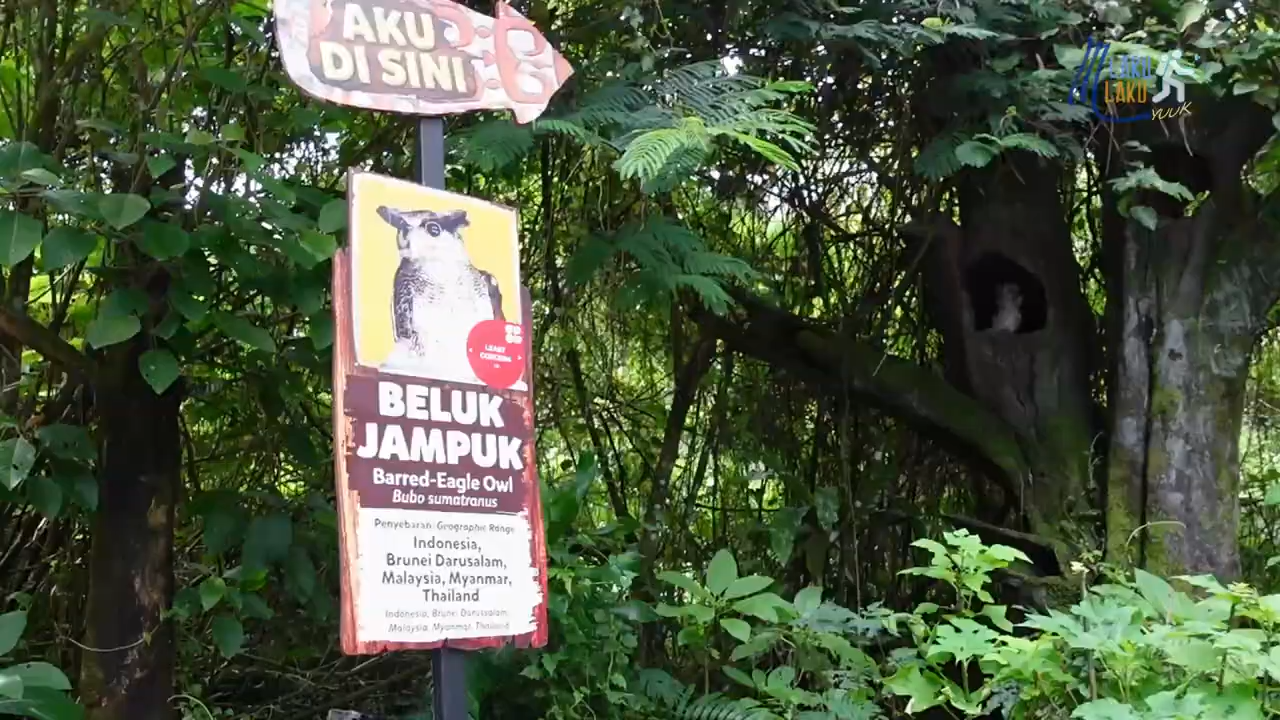 AKU
DI SINI
LAKU
LAKU
YUUK
LEAST
CONCERN
BELUK
JAMPUK
Barred-Eagle Owl
Bubo sumatranus
Penyebaran Geographic Range
Indonesia,
Brunei Darusalam,
Malaysia, Myanmar,
Thailand
Indonesia, Brunei Darussalam,
Malaysia, Myanmar, Thailand